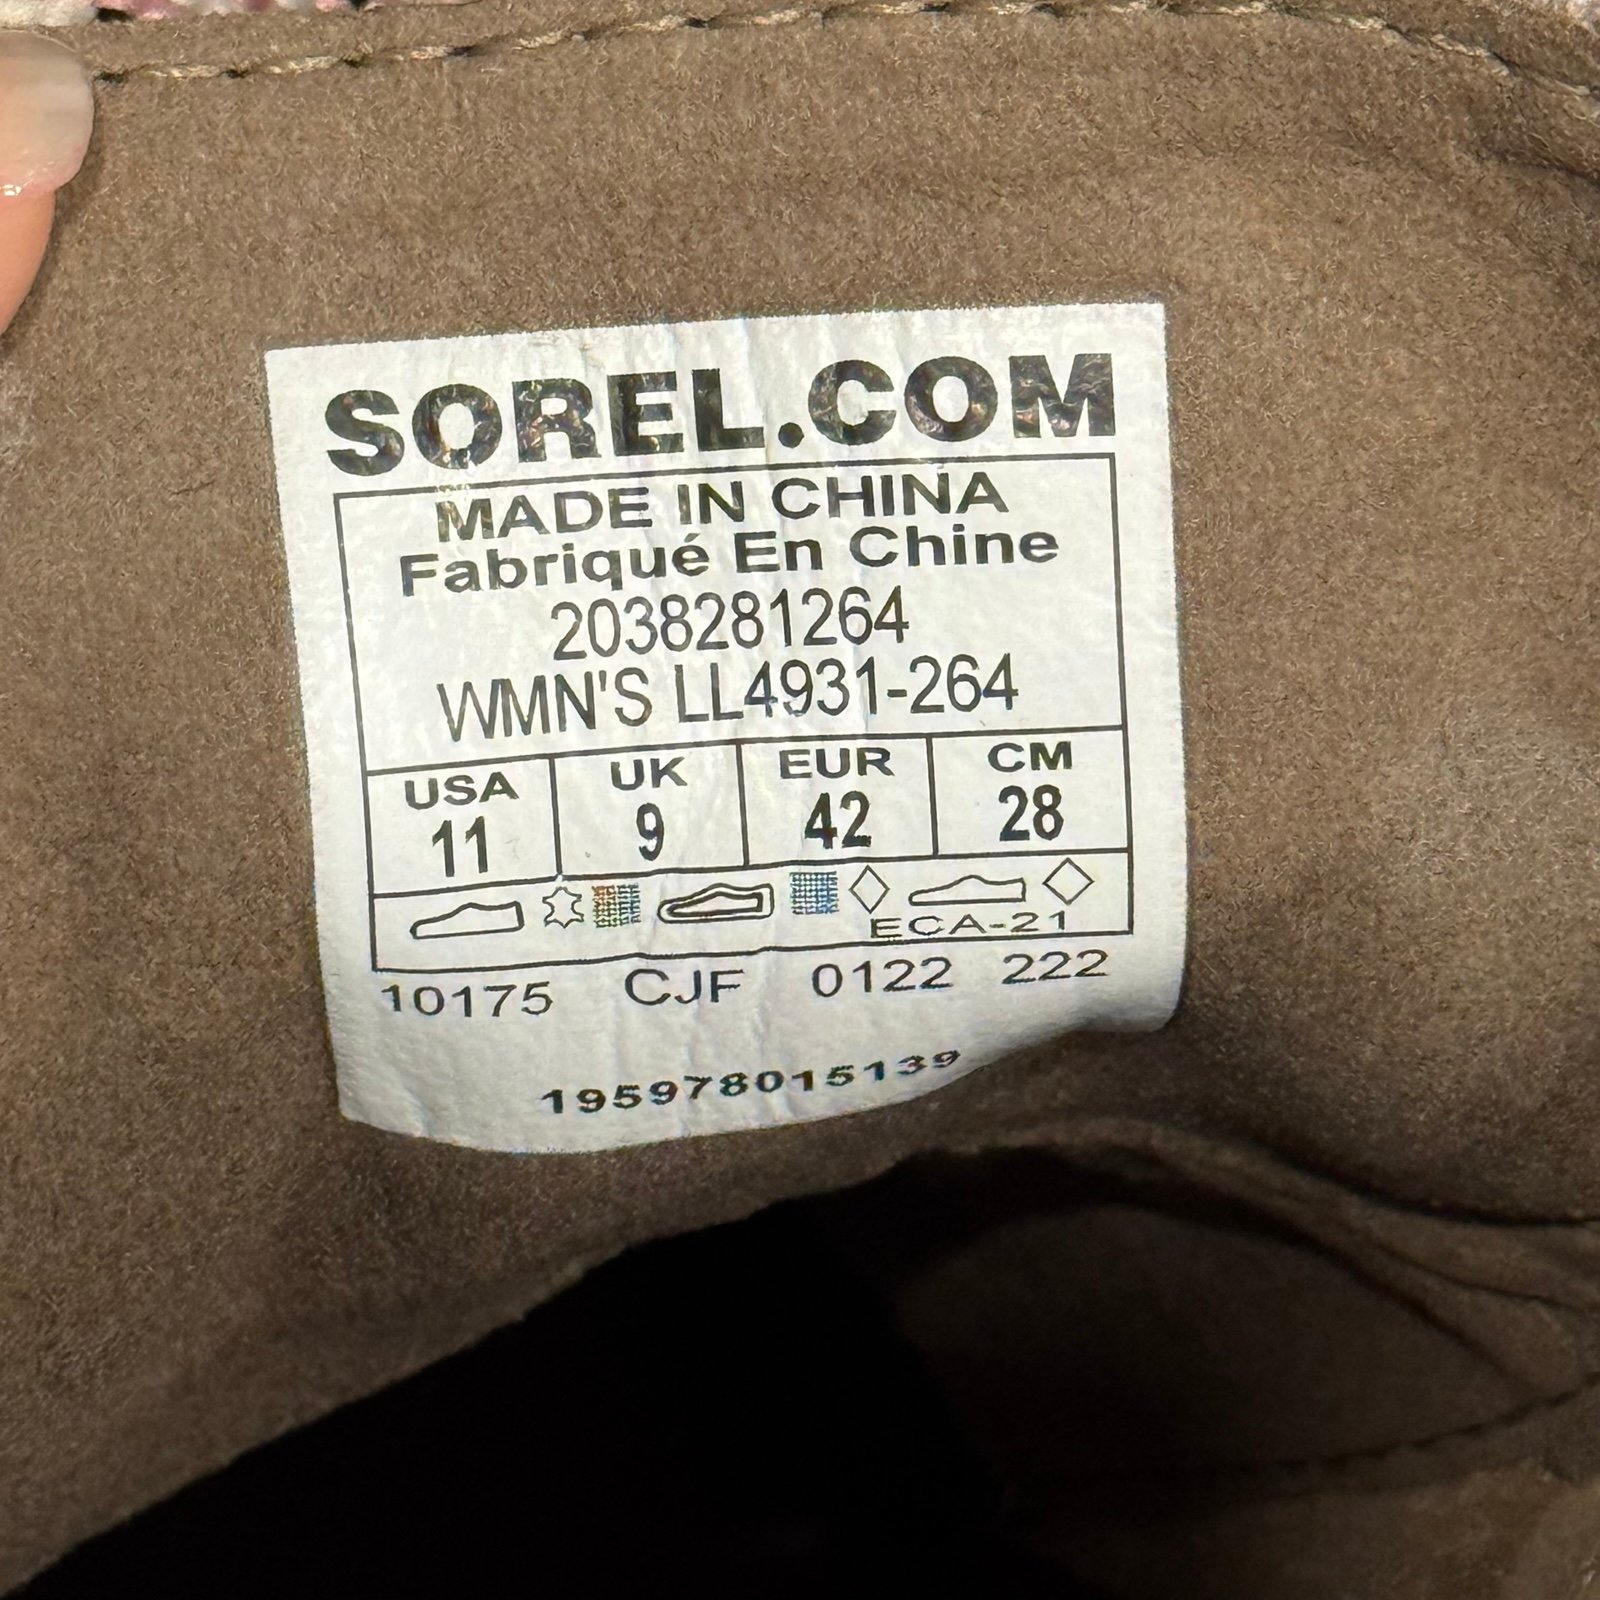 SOREL.COM
MADE IN CHINA
Fabriqué En Chine
2038281264
WMN'S LL4931-264
USA UK EUR CM
11 9 42 28
ECA-21
10175 CJF 0122 222
195978015139